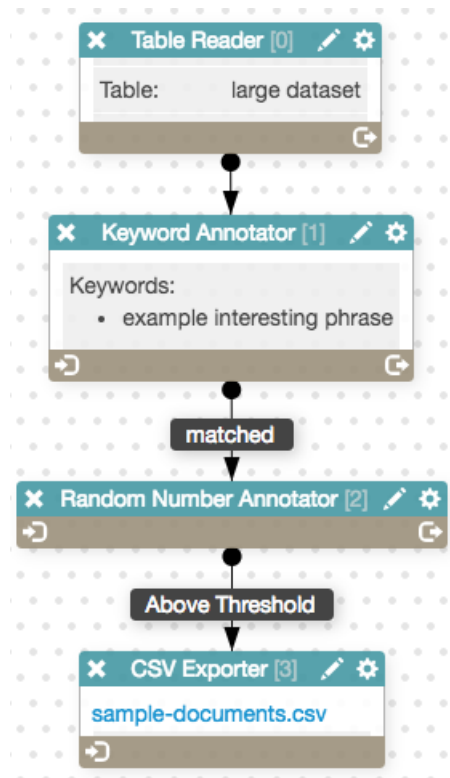 Table Reader [0]
Table: large dataset
Keyword Annotator [1]
Keywords:
• example interesting phrase
matched
Random Number Annotator [2]
Above Threshold
CSV Exporter [3]
sample-documents.csv